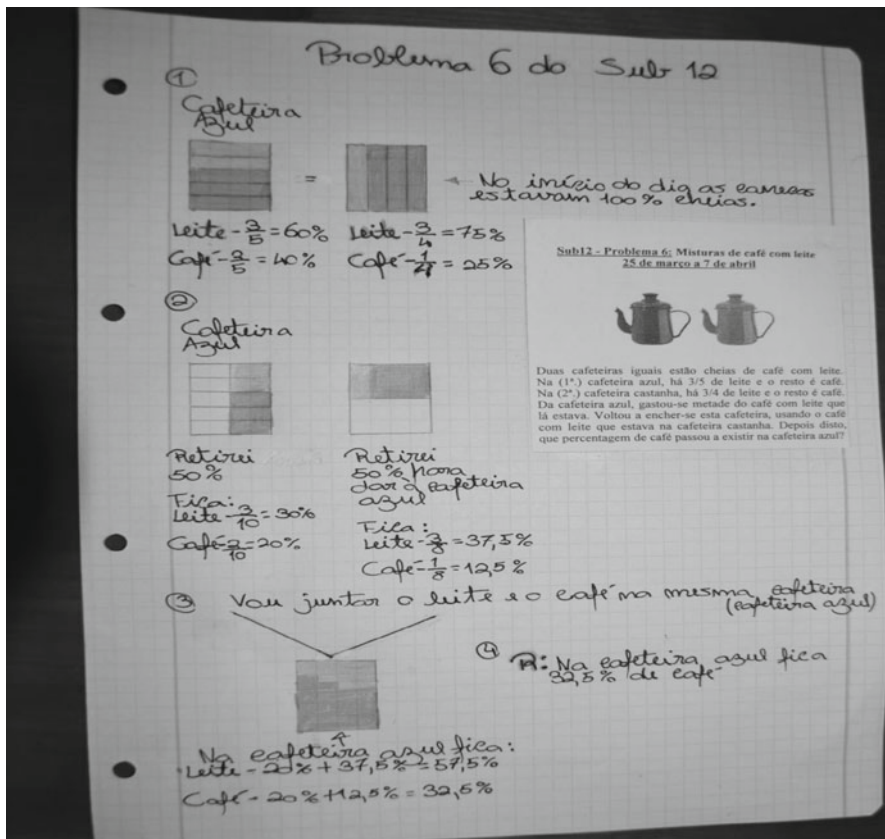 Problema 6 do Sub 12
①
Cafeteira
Azul
=
No início do dia as canecas
estavam 100% cheias.
Leite - 3/5 = 60%
Café - 2/5 = 40%
Leite - 3/4 = 75%
Café - 1/4 = 25%
Sub12 - Problema 6: Misturas de café com leite
25 de março a 7 de abril
Duas cafeteiras iguais estão cheias de café com leite.
Na (1ª.) cafeteira azul, há 3/5 de leite e o resto é café.
Na (2ª.) cafeteira castanha, há 3/4 de leite e o resto é café.
Da cafeteira azul, gastou-se metade do café com leite que
lá estava. Voltou a encher-se esta cafeteira, usando o café
com leite que estava na cafeteira castanha. Depois disto,
que percentagem de café passou a existir na cafeteira azul?
②
Cafeteira
Azul
Retirei
50%
Fica:
Leite - 3/10 = 30%
Café - 2/10 = 20%
Retirei
50% para
dar à cafeteira
azul
Fica:
Leite - 3/8 = 37,5%
Café - 1/8 = 12,5%
③ Vou juntar o leite e o café na mesma cafeteira
(cafeteira azul)
④ R: Na cafeteira azul fica
32,5% de café
Na cafeteira azul fica:
Leite - 20% + 37,5% = 57,5%
Café - 20% + 12,5% = 32,5%